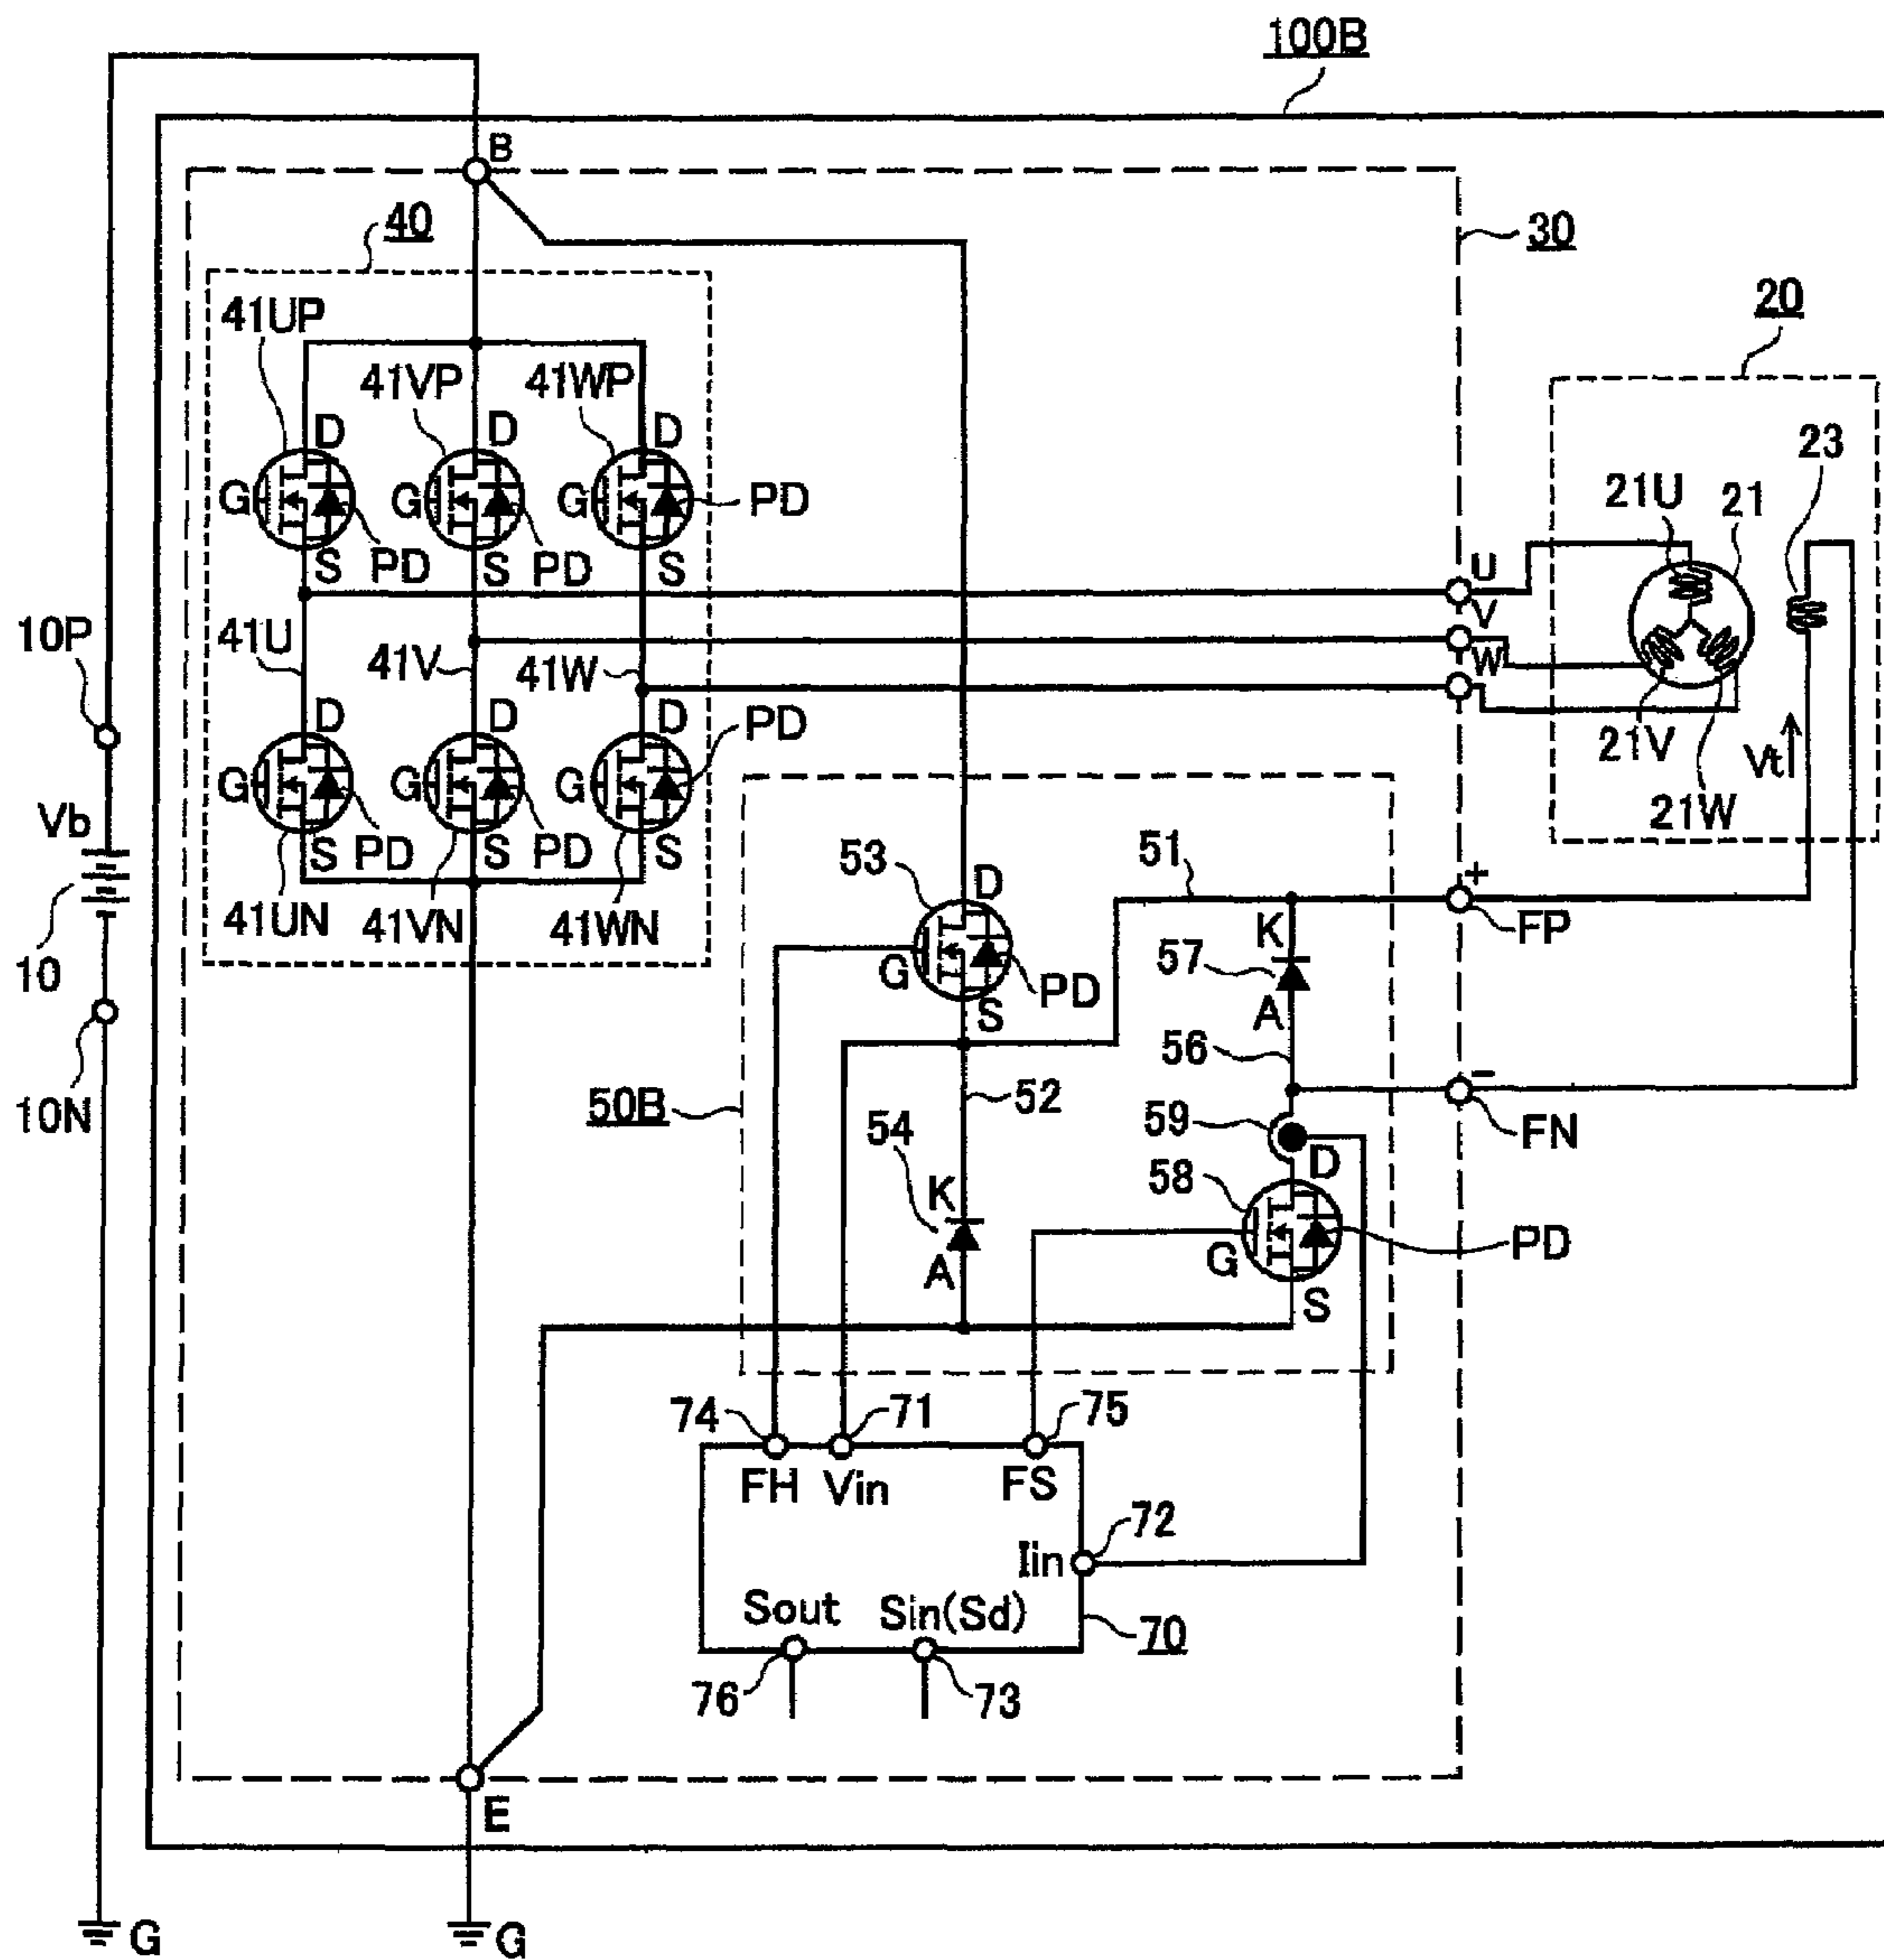 100B
B
40
30
41UP
20
41VP
41WP
D
D
D
23
G
G
G
PD
21U
21
S
PD
S
PD
S
U
V
10P
41U
41V
41W
W
D
D
D
PD
21V
Vt
G
G
G
21W
Vb
S
PD
S
PD
S
53
D
51
+
41UN
41VN
41WN
K
FP
10
57
G
PD
A
S
56
-
10N
50B
52
59
FN
54
D
58
K
G
PD
A
S
74
71
75
FH
Vin
FS
72
Iin
Sout
Sin(Sd)
70
76
73
E
G
G